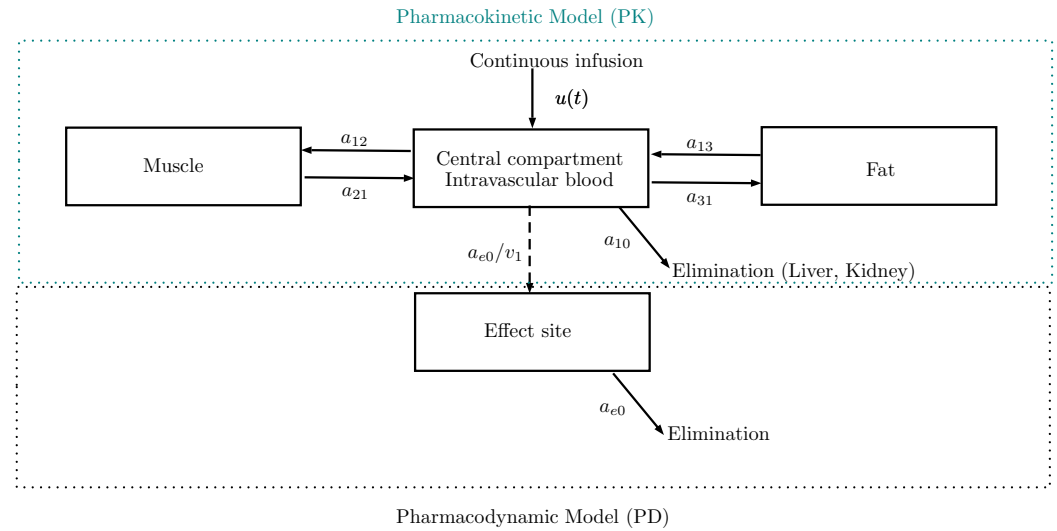 Pharmacokinetic Model (PK)
Continuous infusion
u(t)
Muscle
a₁₂
a₂₁
Central compartment
Intravascular blood
a₁₃
a₃₁
Fat
aₑ₀/v₁
a₁₀
Elimination (Liver, Kidney)
Effect site
aₑ₀
Elimination
Pharmacodynamic Model (PD)